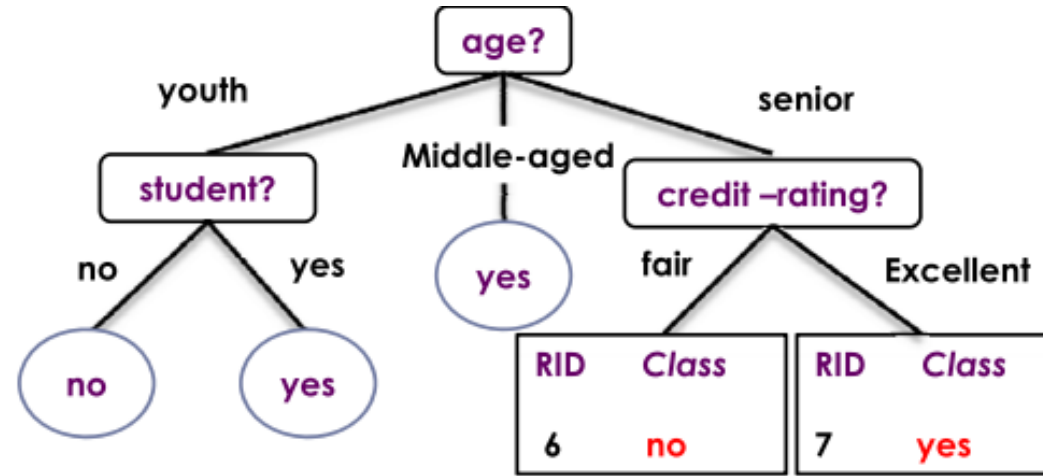 age?
youth
senior
Middle-aged
student?
credit –rating?
no
yes
yes
fair
Excellent
no
yes
RID Class
6 no
RID Class
7 yes